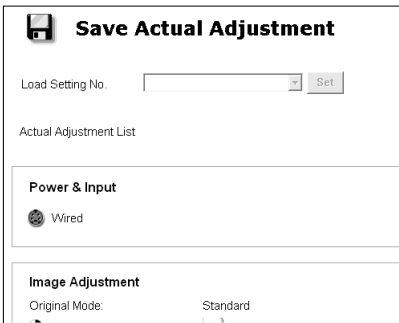 Save Actual Adjustment
Load Setting No. Set
Actual Adjustment List
Power & Input
Wired
Image Adjustment
Original Mode: Standard